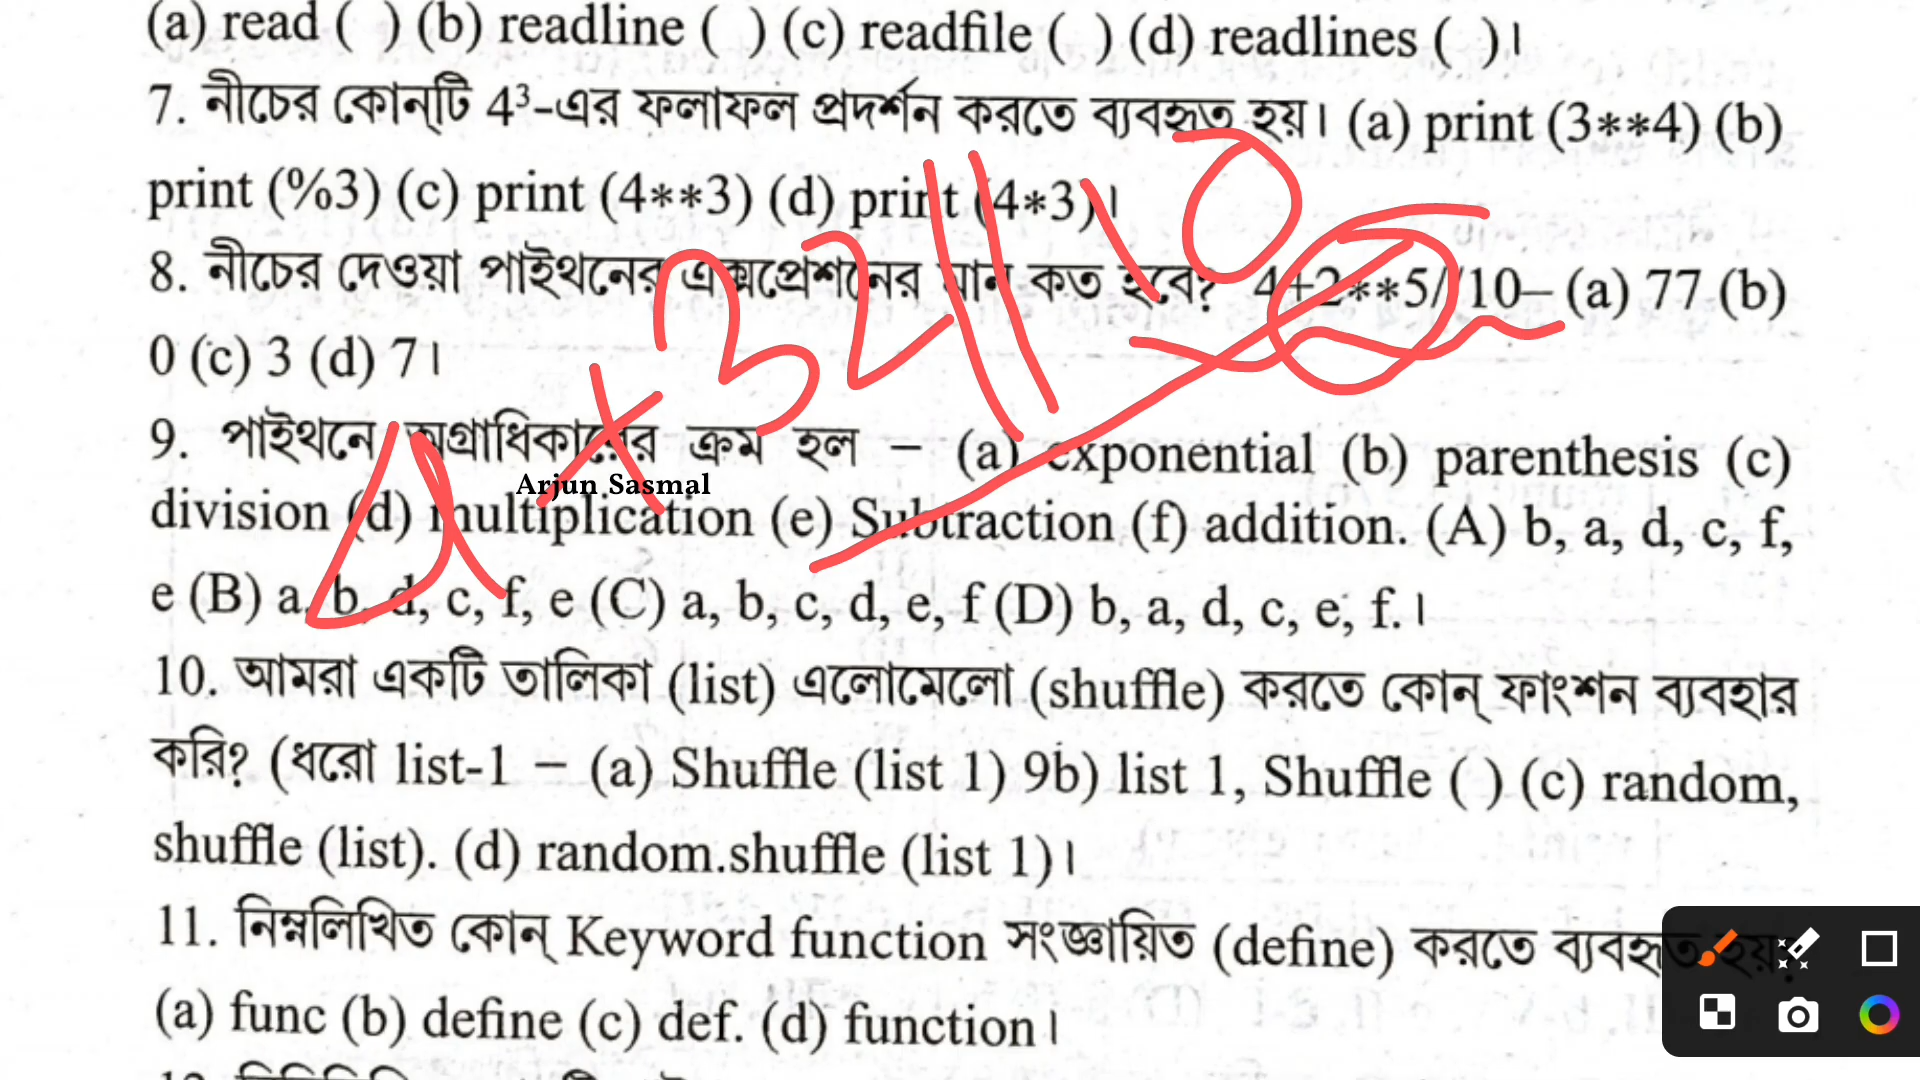 (a) read ( ) (b) readline ( ) (c) readfile ( ) (d) readlines ( )।
7. নীচের কোন্‌টি 4³-এর ফলাফল প্রদর্শন করতে ব্যবহৃত হয়। (a) print (3**4) (b)
print (%3) (c) print (4**3) (d) print (4*3)।
8. নীচের দেওয়া পাইথনের এক্সপ্রেশনের মান কত হবে? 4+2**5//10– (a) 77 (b)
0 (c) 3 (d) 7।
4+32//10
9. পাইথনে অগ্রাধিকারের ক্রম হল – (a) exponential (b) parenthesis (c)
Arjun Sasmal
division (d) multiplication (e) Subtraction (f) addition. (A) b, a, d, c, f,
e (B) a, b, d, c, f, e (C) a, b, c, d, e, f (D) b, a, d, c, e, f.।
10. আমরা একটি তালিকা (list) এলোমেলো (shuffle) করতে কোন্ ফাংশন ব্যবহার
করি? (ধরো list-1 – (a) Shuffle (list 1) 9b) list 1, Shuffle ( ) (c) random,
shuffle (list). (d) random.shuffle (list 1)।
11. নিম্নলিখিত কোন্ Keyword function সংজ্ঞায়িত (define) করতে ব্যবহৃত হয়?
(a) func (b) define (c) def. (d) function।